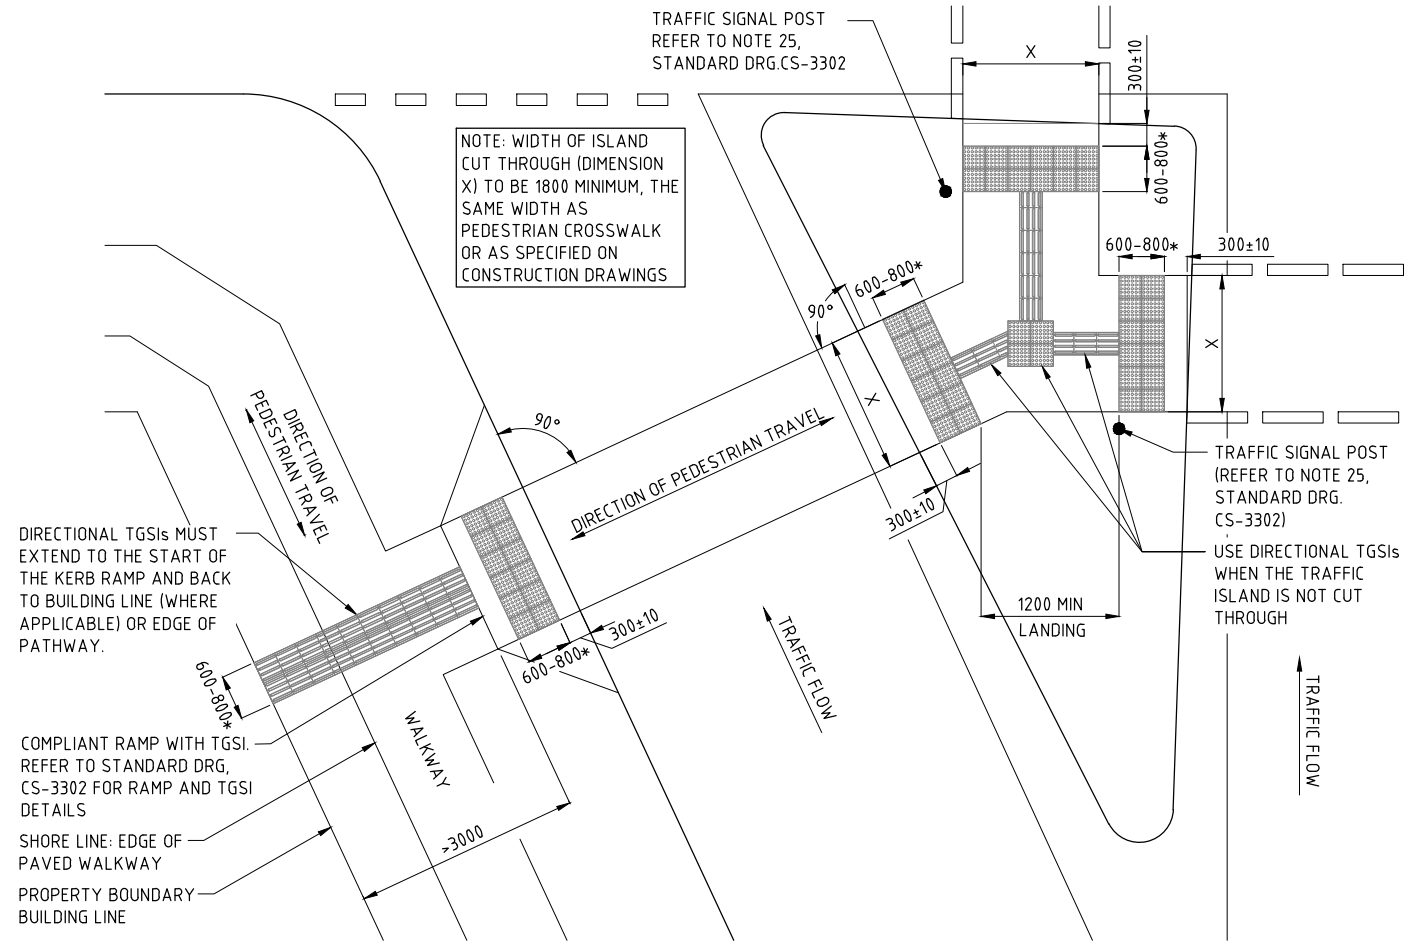 TRAFFIC SIGNAL POST
REFER TO NOTE 25,
STANDARD DRG.CS-3302
X
300±10
NOTE: WIDTH OF ISLAND
CUT THROUGH (DIMENSION
X) TO BE 1800 MINIMUM, THE
SAME WIDTH AS
PEDESTRIAN CROSSWALK
OR AS SPECIFIED ON
CONSTRUCTION DRAWINGS
600-800*
600-800*
300±10
600-800*
90°
X
X
DIRECTION OF
PEDESTRIAN TRAVEL
90°
DIRECTION OF PEDESTRIAN TRAVEL
300±10
TRAFFIC SIGNAL POST
(REFER TO NOTE 25,
STANDARD DRG.
CS-3302)
USE DIRECTIONAL TGSIs
WHEN THE TRAFFIC
ISLAND IS NOT CUT
THROUGH
DIRECTIONAL TGSIs MUST
EXTEND TO THE START OF
THE KERB RAMP AND BACK
TO BUILDING LINE (WHERE
APPLICABLE) OR EDGE OF
PATHWAY.
1200 MIN
LANDING
300±10
600-800*
600-800*
TRAFFIC FLOW
TRAFFIC FLOW
WALKWAY
COMPLIANT RAMP WITH TGSI.
REFER TO STANDARD DRG,
CS-3302 FOR RAMP AND TGSI
DETAILS
SHORE LINE: EDGE OF
PAVED WALKWAY
>3000
PROPERTY BOUNDARY
BUILDING LINE